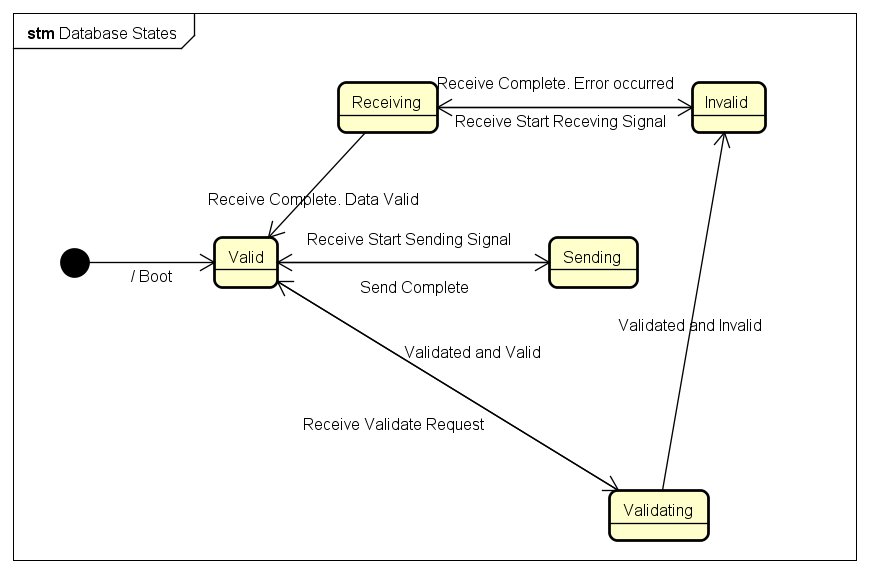 stm Database States
Receive Complete. Error occurred
Receiving
Invalid
Receive Start Receving Signal
Receive Complete. Data Valid
Receive Start Sending Signal
Valid
Sending
/ Boot
Send Complete
Validated and Invalid
Validated and Valid
Receive Validate Request
Validating